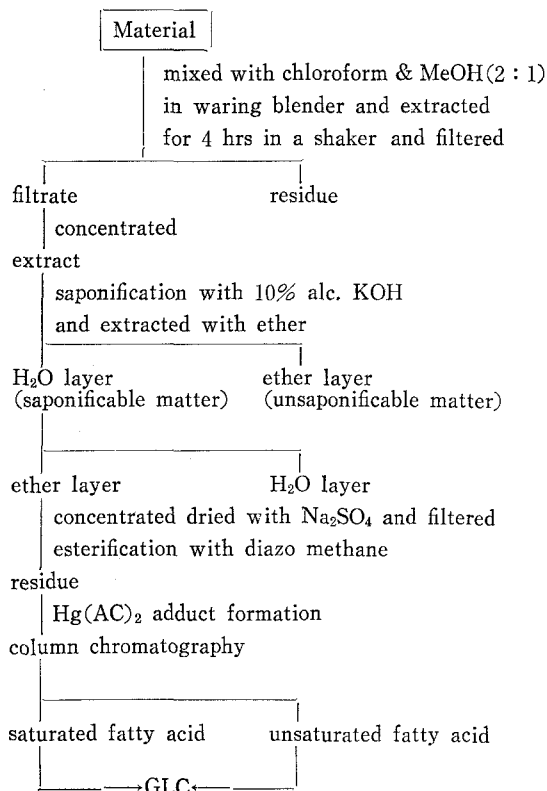 Material
mixed with chloroform & MeOH(2 : 1)
in waring blender and extracted
for 4 hrs in a shaker and filtered
filtrate residue
concentrated
extract
saponification with 10% alc. KOH
and extracted with ether
H₂O layer ether layer
(saponificable matter) (unsaponificable matter)
ether layer H₂O layer
concentrated dried with Na₂SO₄ and filtered
esterification with diazo methane
residue
Hg(AC)₂ adduct formation
column chromatography
saturated fatty acid unsaturated fatty acid
→GLC←